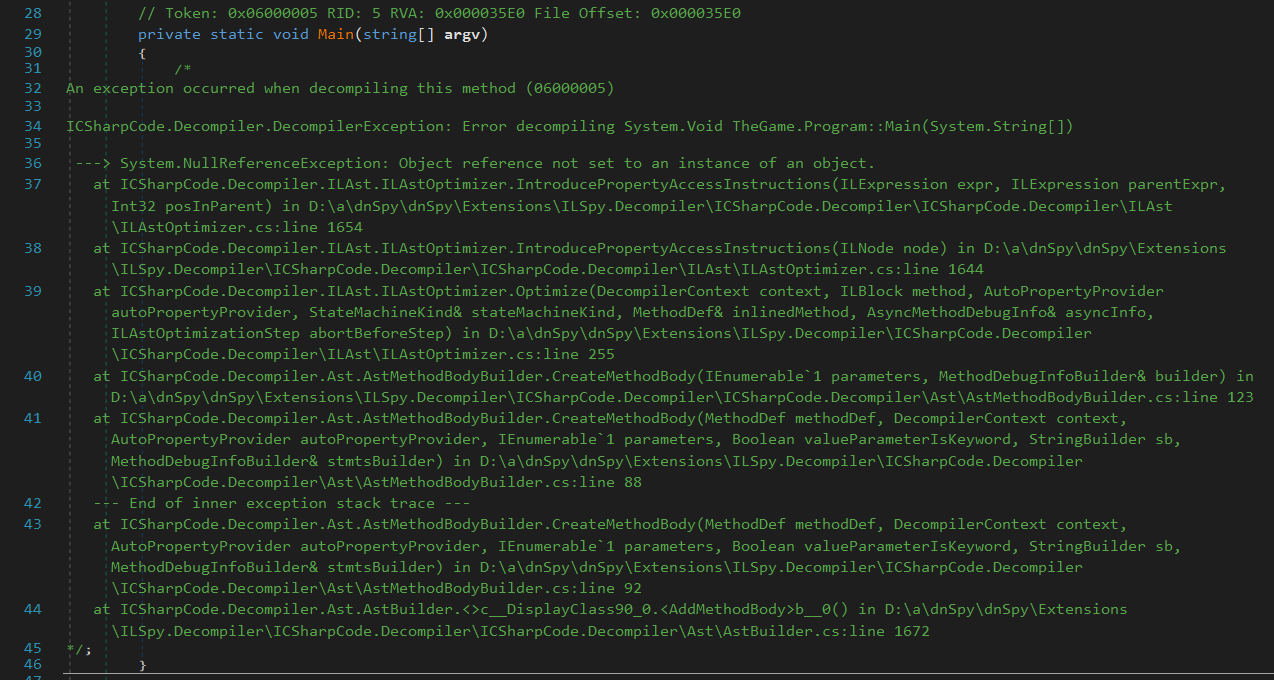 28 // Token: 0x06000005 RID: 5 RVA: 0x000035E0 File Offset: 0x000035E0
29 private static void Main(string[] argv)
30 {
31 /*
32 An exception occurred when decompiling this method (06000005)
33
34 ICSharpCode.Decompiler.DecompilerException: Error decompiling System.Void TheGame.Program::Main(System.String[])
35
36 ---> System.NullReferenceException: Object reference not set to an instance of an object.
37 at ICSharpCode.Decompiler.ILAst.ILAstOptimizer.IntroducePropertyAccessInstructions(ILExpression expr, ILExpression parentExpr,
Int32 posInParent) in D:\a\dnSpy\dnSpy\Extensions\ILSpy.Decompiler\ICSharpCode.Decompiler\ICSharpCode.Decompiler\ILAst
\ILAstOptimizer.cs:line 1654
38 at ICSharpCode.Decompiler.ILAst.ILAstOptimizer.IntroducePropertyAccessInstructions(ILNode node) in D:\a\dnSpy\dnSpy\Extensions
\ILSpy.Decompiler\ICSharpCode.Decompiler\ICSharpCode.Decompiler\ILAst\ILAstOptimizer.cs:line 1644
39 at ICSharpCode.Decompiler.ILAst.ILAstOptimizer.Optimize(DecompilerContext context, ILBlock method, AutoPropertyProvider
autoPropertyProvider, StateMachineKind& stateMachineKind, MethodDef& inlinedMethod, AsyncMethodDebugInfo& asyncInfo,
ILAstOptimizationStep abortBeforeStep) in D:\a\dnSpy\dnSpy\Extensions\ILSpy.Decompiler\ICSharpCode.Decompiler
\ICSharpCode.Decompiler\ILAst\ILAstOptimizer.cs:line 255
40 at ICSharpCode.Decompiler.Ast.AstMethodBodyBuilder.CreateMethodBody(IEnumerable`1 parameters, MethodDebugInfoBuilder& builder) in
D:\a\dnSpy\dnSpy\Extensions\ILSpy.Decompiler\ICSharpCode.Decompiler\ICSharpCode.Decompiler\Ast\AstMethodBodyBuilder.cs:line 123
41 at ICSharpCode.Decompiler.Ast.AstMethodBodyBuilder.CreateMethodBody(MethodDef methodDef, DecompilerContext context,
AutoPropertyProvider autoPropertyProvider, IEnumerable`1 parameters, Boolean valueParameterIsKeyword, StringBuilder sb,
MethodDebugInfoBuilder& stmtsBuilder) in D:\a\dnSpy\dnSpy\Extensions\ILSpy.Decompiler\ICSharpCode.Decompiler
\ICSharpCode.Decompiler\Ast\AstMethodBodyBuilder.cs:line 88
42 --- End of inner exception stack trace ---
43 at ICSharpCode.Decompiler.Ast.AstMethodBodyBuilder.CreateMethodBody(MethodDef methodDef, DecompilerContext context,
AutoPropertyProvider autoPropertyProvider, IEnumerable`1 parameters, Boolean valueParameterIsKeyword, StringBuilder sb,
MethodDebugInfoBuilder& stmtsBuilder) in D:\a\dnSpy\dnSpy\Extensions\ILSpy.Decompiler\ICSharpCode.Decompiler
\ICSharpCode.Decompiler\Ast\AstMethodBodyBuilder.cs:line 92
44 at ICSharpCode.Decompiler.Ast.AstBuilder.<>c__DisplayClass90_0.<AddMethodBody>b__0() in D:\a\dnSpy\dnSpy\Extensions
\ILSpy.Decompiler\ICSharpCode.Decompiler\ICSharpCode.Decompiler\Ast\AstBuilder.cs:line 1672
45 */;
46 }
47